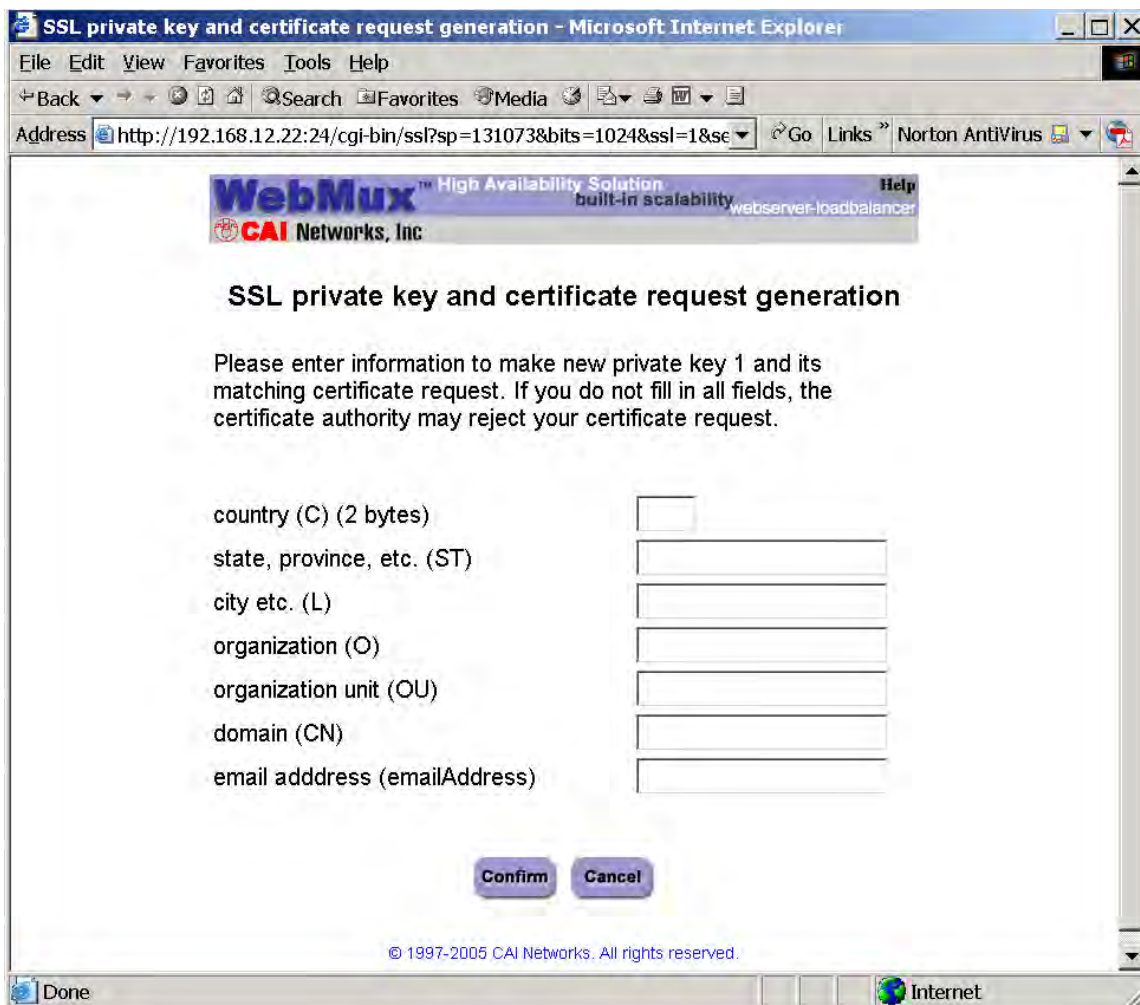 SSL private key and certificate request generation - Microsoft Internet Explorer
File Edit View Favorites Tools Help
Back Search Favorites Media
Address http://192.168.12.22:24/cgi-bin/ssl?sp=131073&bits=1024&ssl=1&se Go Links » Norton AntiVirus
WebMux™ High Availability Solution Help
built-in scalability webserver-loadbalancer
CAI Networks, Inc
SSL private key and certificate request generation
Please enter information to make new private key 1 and its
matching certificate request. If you do not fill in all fields, the
certificate authority may reject your certificate request.
country (C) (2 bytes)
state, province, etc. (ST)
city etc. (L)
organization (O)
organization unit (OU)
domain (CN)
email adddress (emailAddress)
Confirm Cancel
© 1997-2005 CAI Networks. All rights reserved.
Done Internet